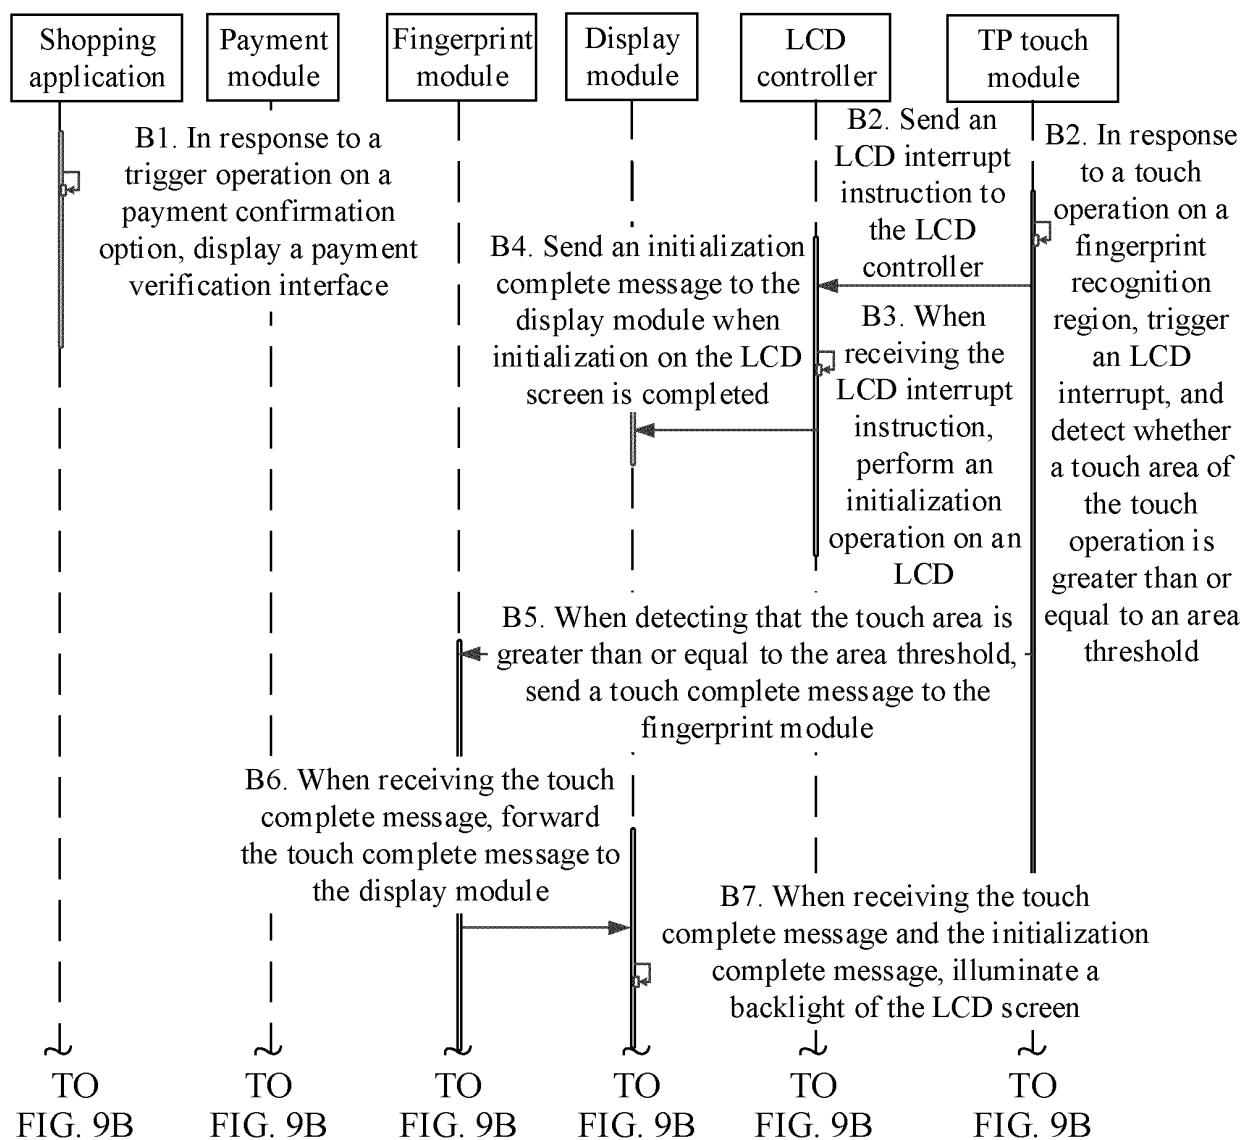 Shopping
application
Payment
module
Fingerprint
module
Display
module
LCD
controller
TP touch
module
B1. In response to a
trigger operation on a
payment confirmation
option, display a payment
verification interface
B2. Send an
LCD interrupt
instruction to
the LCD
controller
B2. In response
to a touch
operation on a
fingerprint
recognition
region, trigger
an LCD
interrupt, and
detect whether
a touch area of
the touch
operation is
greater than or
equal to an area
threshold
B4. Send an initialization
complete message to the
display module when
initialization on the LCD
screen is completed
B3. When
receiving the
LCD interrupt
instruction,
perform an
initialization
operation on an
LCD
B5. When detecting that the touch area is
greater than or equal to the area threshold,
send a touch complete message to the
fingerprint module
B6. When receiving the touch
complete message, forward
the touch complete message to
the display module
B7. When receiving the touch
complete message and the initialization
complete message, illuminate a
backlight of the LCD screen
TO
FIG. 9B
TO
FIG. 9B
TO
FIG. 9B
TO
FIG. 9B
TO
FIG. 9B
TO
FIG. 9B